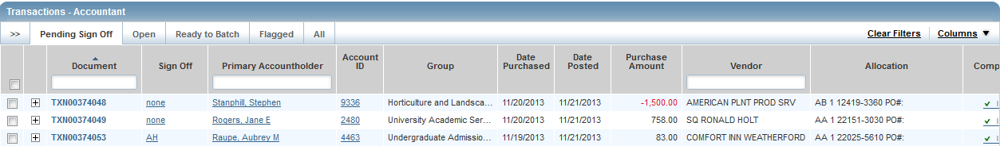 Transactions - Accountant
>> Pending Sign Off Open Ready to Batch Flagged All Clear Filters Columns
Document Sign Off Primary Accountholder Account ID Group Date Purchased Date Posted Purchase Amount Vendor Allocation Comp
TXN00374048 none Stanphill, Stephen 9336 Horticulture and Landsca... 11/20/2013 11/21/2013 -1,500.00 AMERICAN PLNT PROD SRV AB 1 12419-3360 PO#:
TXN00374049 none Rogers, Jane E 2480 University Academic Ser... 11/20/2013 11/21/2013 758.00 SQ RONALD HOLT AA 1 22151-3030 PO#:
TXN00374053 AH Raupe, Aubrey M 4463 Undergraduate Admissio... 11/19/2013 11/21/2013 83.00 COMFORT INN WEATHERFORD AA 1 22025-5610 PO#: